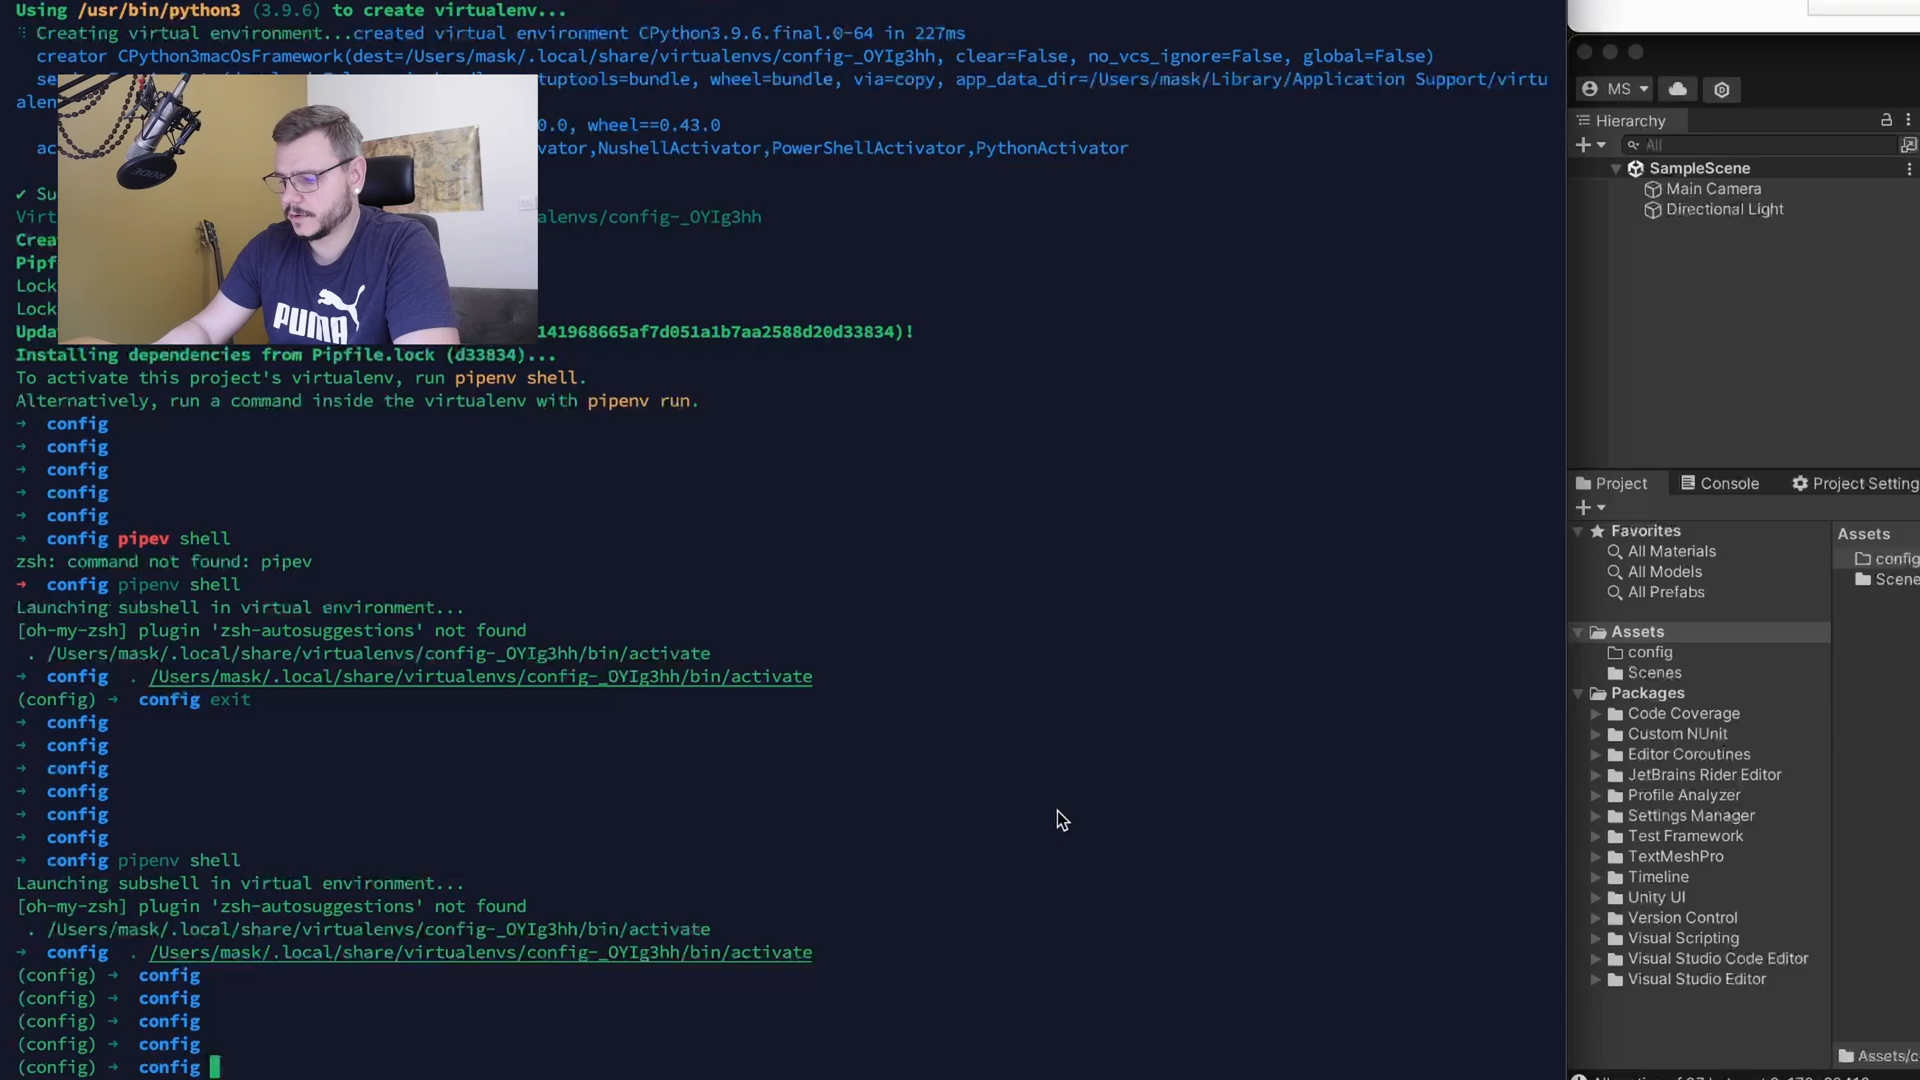 Using /usr/bin/python3 (3.9.6) to create virtualenv...
Creating virtual environment...created virtual environment CPython3.9.6.final.0-64 in 227ms
creator CPython3macOsFramework(dest=/Users/mask/.local/share/virtualenvs/config-_OYIg3hh, clear=False, no_vcs_ignore=False, global=False)
tuptools=bundle, wheel=bundle, via=copy, app_data_dir=/Users/mask/Library/Application Support/virtu
alen
0.0, wheel==0.43.0
ac ator,NushellActivator,PowerShellActivator,PythonActivator
✔ Su
Virt alenvs/config-_OYIg3hh
Crea
Pipf
Lock
Lock
Upda 141968665af7d051a1b7aa2588d20d33834)!
RØDE
PUMA
Installing dependencies from Pipfile.lock (d33834)...
To activate this project's virtualenv, run pipenv shell.
Alternatively, run a command inside the virtualenv with pipenv run.
→ config
→ config
→ config
→ config
→ config
→ config pipev shell
zsh: command not found: pipev
→ config pipenv shell
Launching subshell in virtual environment...
[oh-my-zsh] plugin 'zsh-autosuggestions' not found
. /Users/mask/.local/share/virtualenvs/config-_OYIg3hh/bin/activate
→ config . /Users/mask/.local/share/virtualenvs/config-_OYIg3hh/bin/activate
(config) → config exit
→ config
→ config
→ config
→ config
→ config
→ config
→ config pipenv shell
Launching subshell in virtual environment...
[oh-my-zsh] plugin 'zsh-autosuggestions' not found
. /Users/mask/.local/share/virtualenvs/config-_OYIg3hh/bin/activate
→ config . /Users/mask/.local/share/virtualenvs/config-_OYIg3hh/bin/activate
(config) → config
(config) → config
(config) → config
(config) → config
(config) → config
MS
Hierarchy
All
SampleScene
Main Camera
Directional Light
Project Console Project Setting
Favorites
All Materials
All Models
All Prefabs
Assets
config
Scenes
Packages
Code Coverage
Custom NUnit
Editor Coroutines
JetBrains Rider Editor
Profile Analyzer
Settings Manager
Test Framework
TextMeshPro
Timeline
Unity UI
Version Control
Visual Scripting
Visual Studio Code Editor
Visual Studio Editor
Assets
config
Scene
Assets/c